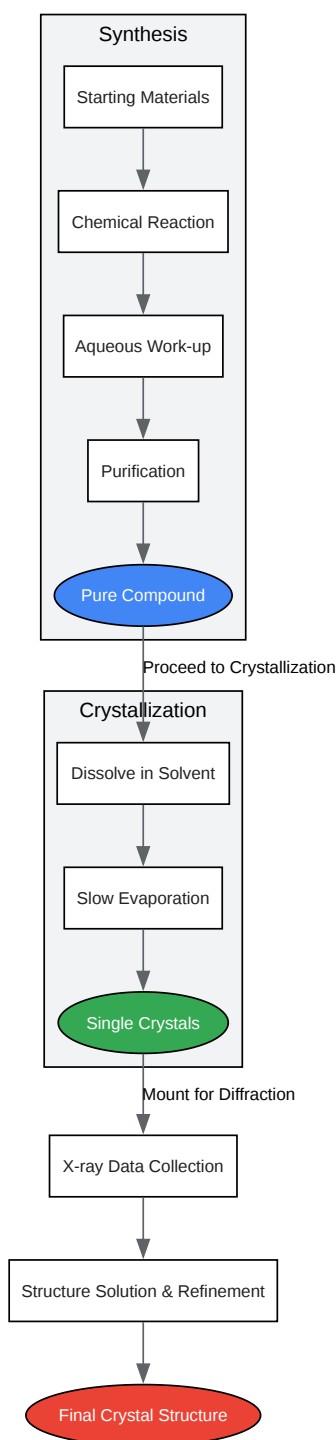 Synthesis
Starting Materials
Chemical Reaction
Aqueous Work-up
Purification
Pure Compound
Proceed to Crystallization
Crystallization
Dissolve in Solvent
Slow Evaporation
Single Crystals
Mount for Diffraction
X-ray Data Collection
Structure Solution & Refinement
Final Crystal Structure